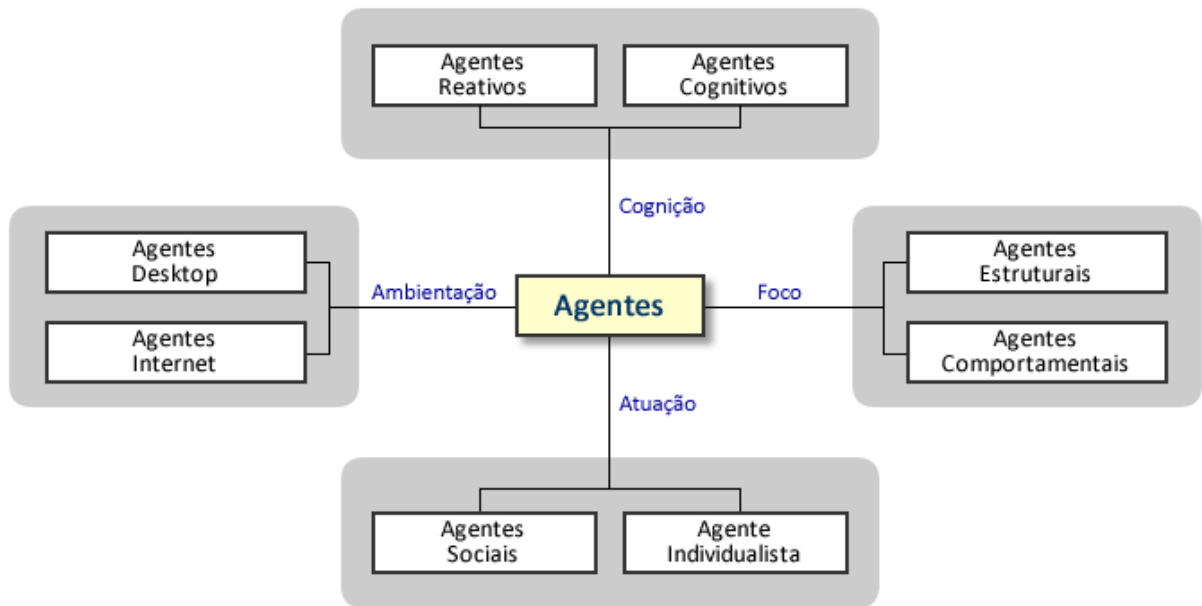 Agentes
Reativos
Agentes
Cognitivos
Cognição
Agentes
Desktop
Agentes
Internet
Ambientação
Agentes
Foco
Agentes
Estruturais
Agentes
Comportamentais
Atuação
Agentes
Sociais
Agente
Individualista